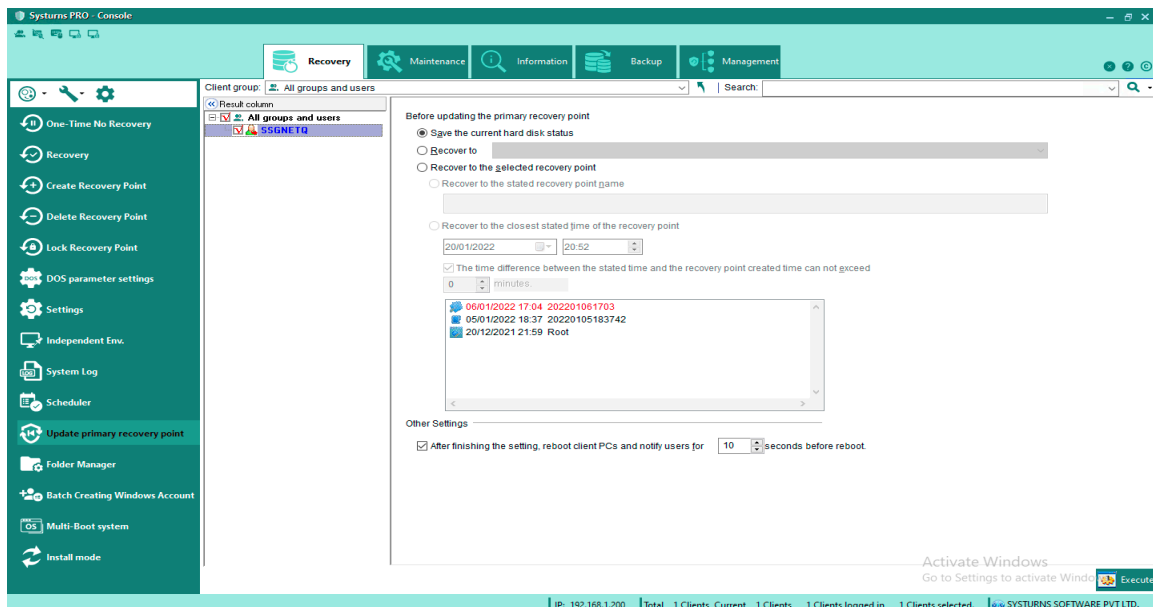 Systurns PRO - Console
Recovery
Maintenance
Information
Backup
Management
Client group: All groups and users
Search:
One-Time No Recovery
Recovery
Create Recovery Point
Delete Recovery Point
Lock Recovery Point
DOS DOS parameter settings
Settings
Independent Env.
LOG System Log
Scheduler
Update primary recovery point
Folder Manager
Batch Creating Windows Account
OS Multi-Boot system
Install mode
Result column
All groups and users
SSGNETQ
Before updating the primary recovery point
Save the current hard disk status
Recover to
Recover to the selected recovery point
Recover to the stated recovery point name
Recover to the closest stated time of the recovery point
20/01/2022 20:52
The time difference between the stated time and the recovery point created time can not exceed
0 minutes.
06/01/2022 17:04 202201061703
05/01/2022 18:37 20220105183742
20/12/2021 21:59 Root
Other Settings
After finishing the setting, reboot client PCs and notify users for 10 seconds before reboot.
Activate Windows
Go to Settings to activate Windo
Execute
IP: 192.168.1.200 Total 1 Clients, Current 1 Clients 1 Clients logged in 1 Clients selected. SYSTURNS SOFTWARE PVT LTD.